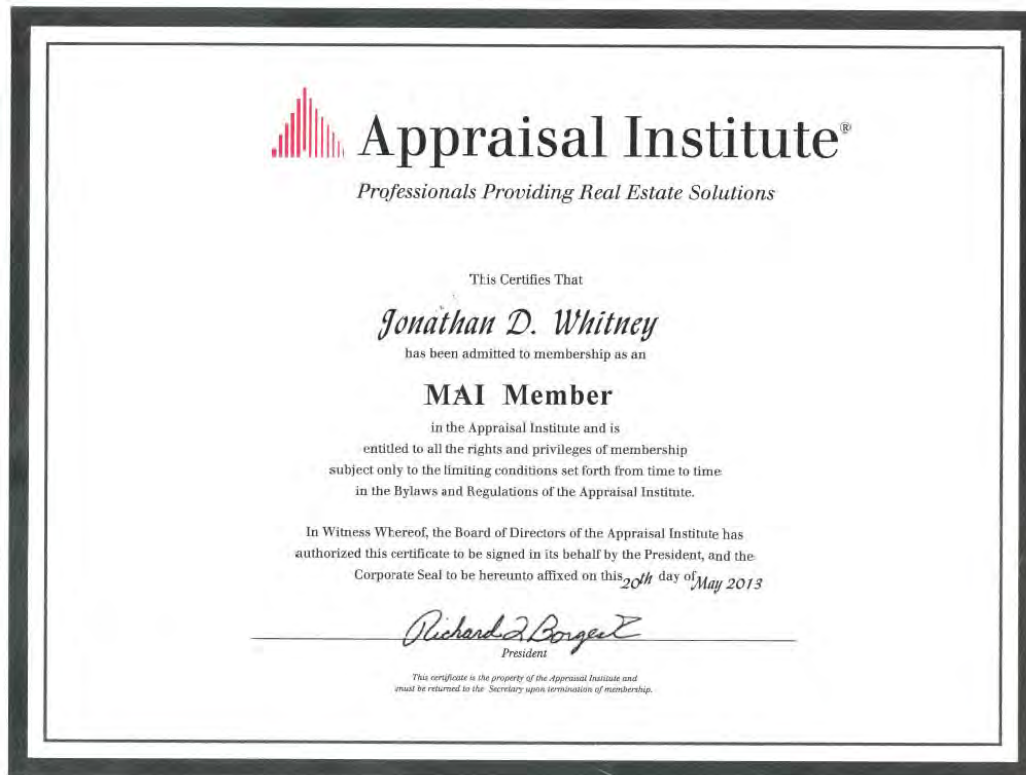 Appraisal Institute®
Professionals Providing Real Estate Solutions
This Certifies That
Jonathan D. Whitney
has been admitted to membership as an
MAI Member
in the Appraisal Institute and is
entitled to all the rights and privileges of membership
subject only to the limiting conditions set forth from time to time
in the Bylaws and Regulations of the Appraisal Institute.
In Witness Whereof, the Board of Directors of the Appraisal Institute has
authorized this certificate to be signed in its behalf by the President, and the
Corporate Seal to be hereunto affixed on this 20th day of May 2013
Richard Borges
President
This certificate is the property of the Appraisal Institute and
must be returned to the Secretary upon termination of membership.